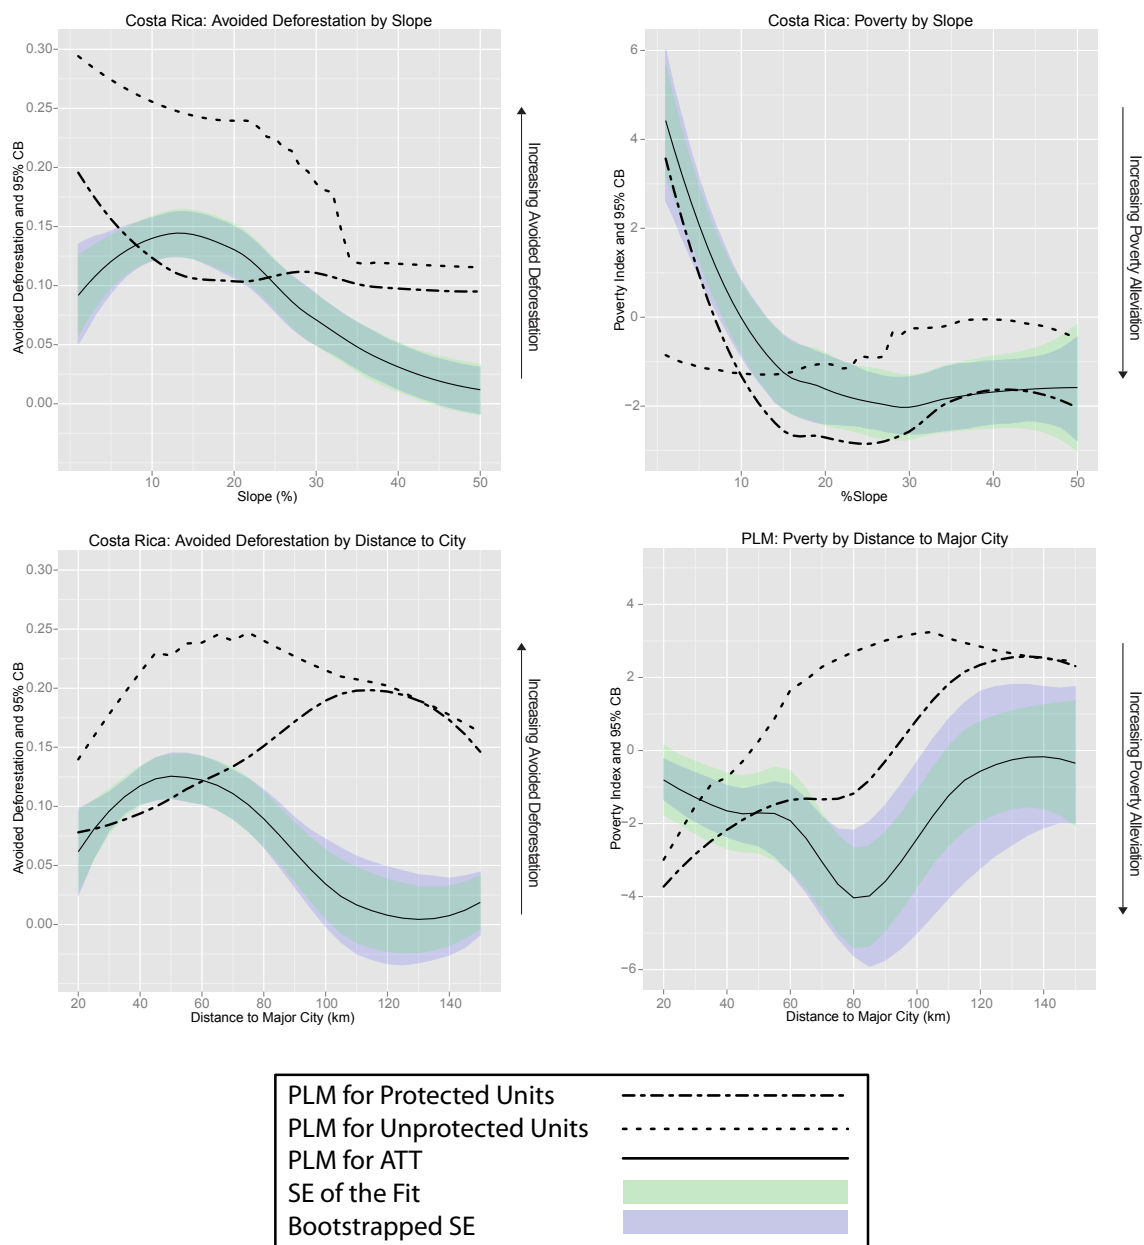 Costa Rica: Avoided Deforestation by Slope
Avoided Deforestation and 95% CB
0.30
0.25
0.20
0.15
0.10
0.05
0.00
10 20 30 40 50
Slope (%)
Increasing Avoided Deforestation
Costa Rica: Poverty by Slope
Poverty Index and 95% CB
6
4
2
0
−2
10 20 30 40 50
%Slope
Increasing Poverty Alleviation
Costa Rica: Avoided Deforestation by Distance to City
Avoided Deforestation and 95% CB
0.30
0.25
0.20
0.15
0.10
0.05
0.00
20 40 60 80 100 120 140
Distance to Major City (km)
Increasing Avoided Deforestation
PLM: Pverty by Distance to Major City
Poverty Index and 95% CB
4
2
0
−2
−4
−6
20 40 60 80 100 120 140
Distance to Major City (km)
Increasing Poverty Alleviation
PLM for Protected Units
PLM for Unprotected Units
PLM for ATT
SE of the Fit
Bootstrapped SE